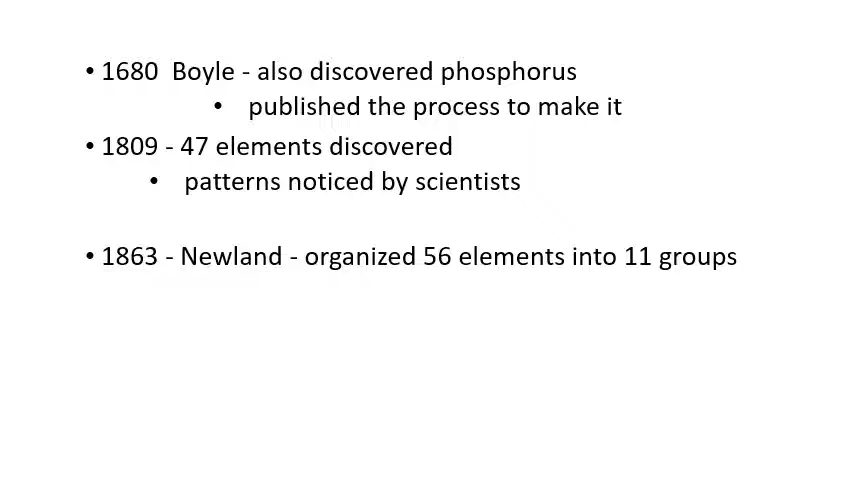 • 1680  Boyle - also discovered phosphorus
• published the process to make it
• 1809 - 47 elements discovered
• patterns noticed by scientists
• 1863 - Newland - organized 56 elements into 11 groups